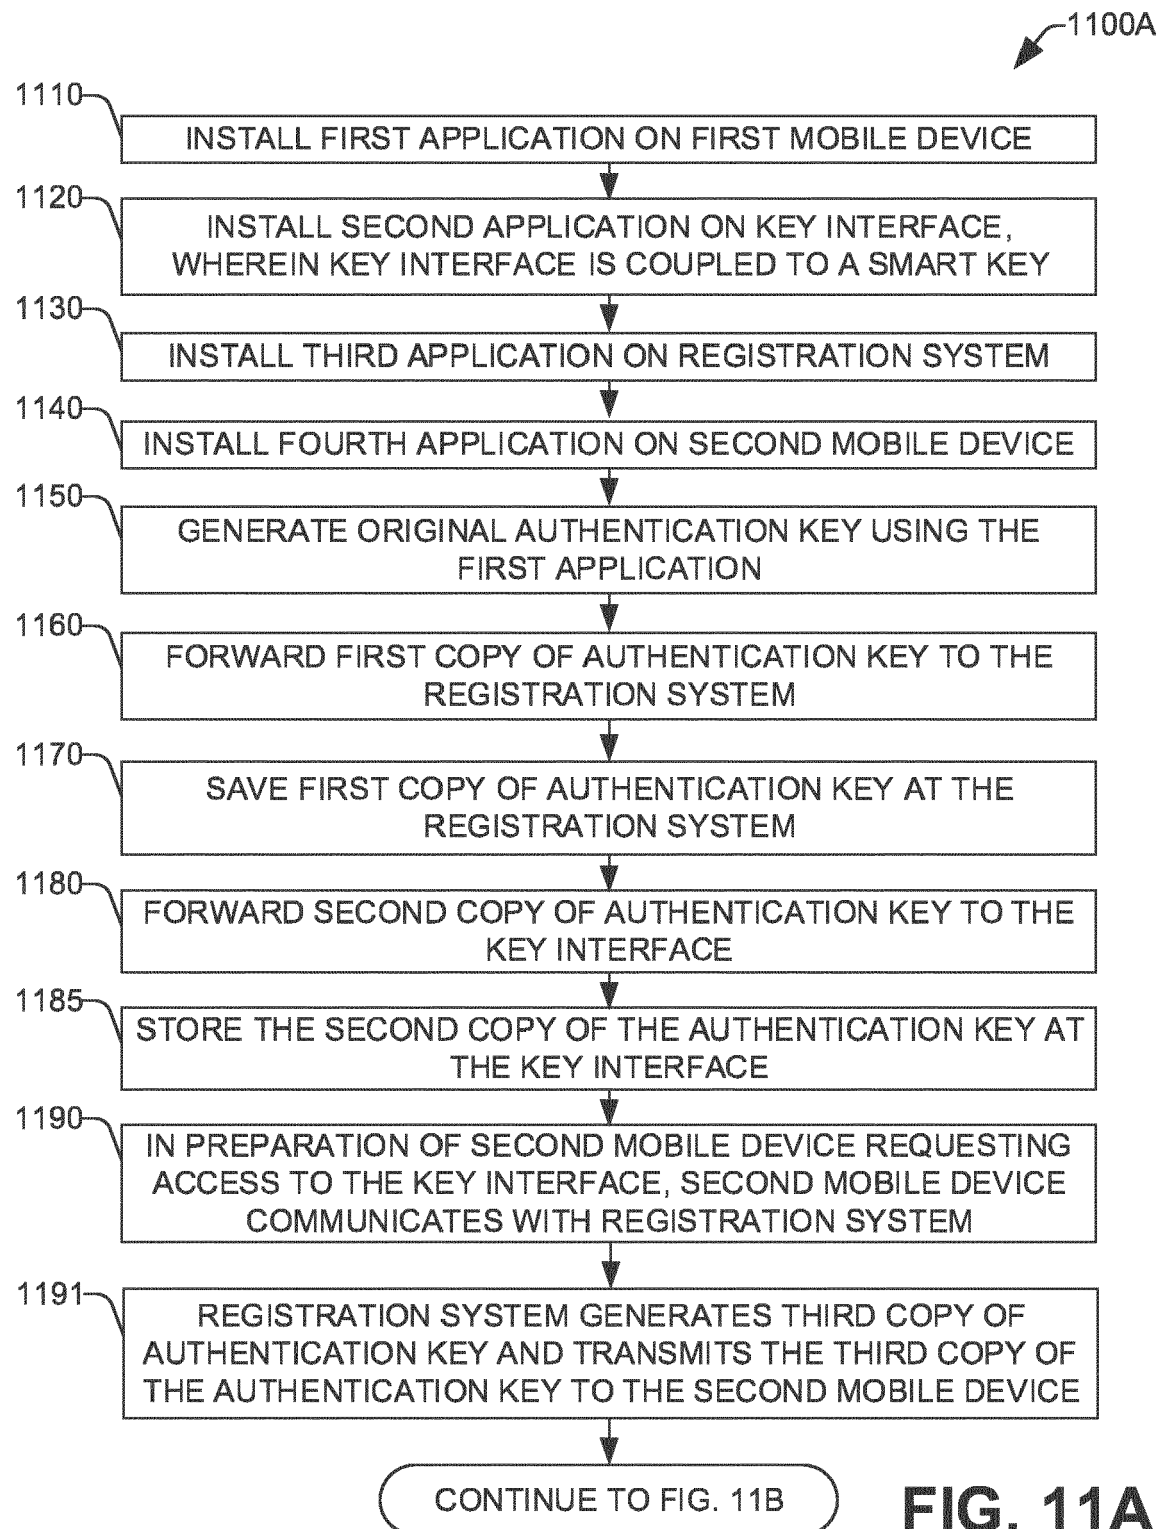 1100A
1110
INSTALL FIRST APPLICATION ON FIRST MOBILE DEVICE
1120
INSTALL SECOND APPLICATION ON KEY INTERFACE,
WHEREIN KEY INTERFACE IS COUPLED TO A SMART KEY
1130
INSTALL THIRD APPLICATION ON REGISTRATION SYSTEM
1140
INSTALL FOURTH APPLICATION ON SECOND MOBILE DEVICE
1150
GENERATE ORIGINAL AUTHENTICATION KEY USING THE
FIRST APPLICATION
1160
FORWARD FIRST COPY OF AUTHENTICATION KEY TO THE
REGISTRATION SYSTEM
1170
SAVE FIRST COPY OF AUTHENTICATION KEY AT THE
REGISTRATION SYSTEM
1180
FORWARD SECOND COPY OF AUTHENTICATION KEY TO THE
KEY INTERFACE
1185
STORE THE SECOND COPY OF THE AUTHENTICATION KEY AT
THE KEY INTERFACE
1190
IN PREPARATION OF SECOND MOBILE DEVICE REQUESTING
ACCESS TO THE KEY INTERFACE, SECOND MOBILE DEVICE
COMMUNICATES WITH REGISTRATION SYSTEM
1191
REGISTRATION SYSTEM GENERATES THIRD COPY OF
AUTHENTICATION KEY AND TRANSMITS THE THIRD COPY OF
THE AUTHENTICATION KEY TO THE SECOND MOBILE DEVICE
CONTINUE TO FIG. 11B
FIG. 11A